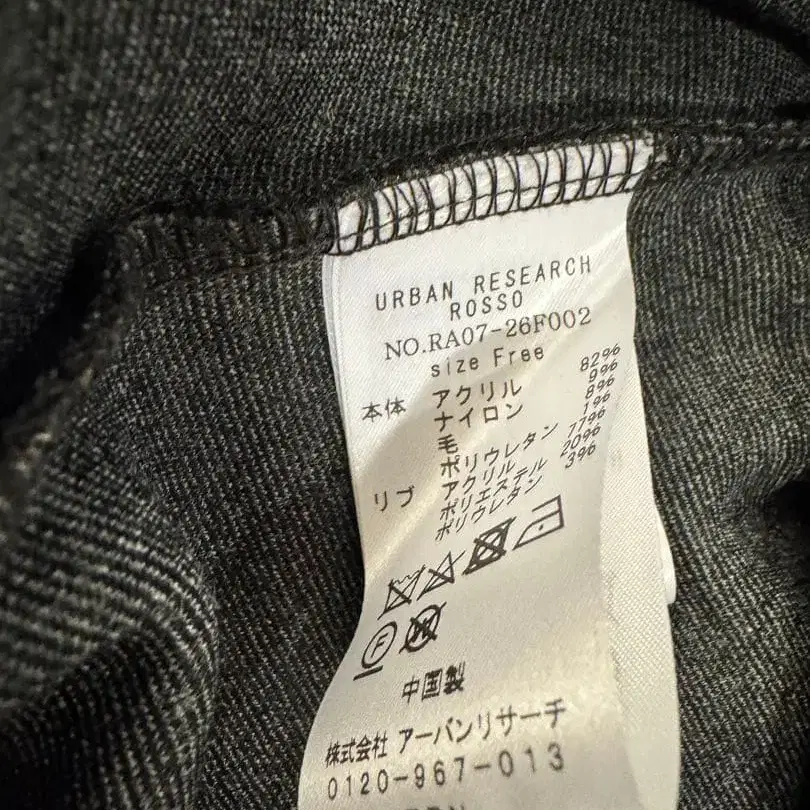 URBAN RESEARCH
ROSSO
NO.RA07-26F002
size Free
本体 アクリル 82%
ナイロン 9%
毛 8%
ポリウレタン 1%
リブ アクリル 77%
ポリエステル 20%
ポリウレタン 3%
F W
中国製
株式会社 アーバンリサーチ
0120-967-013